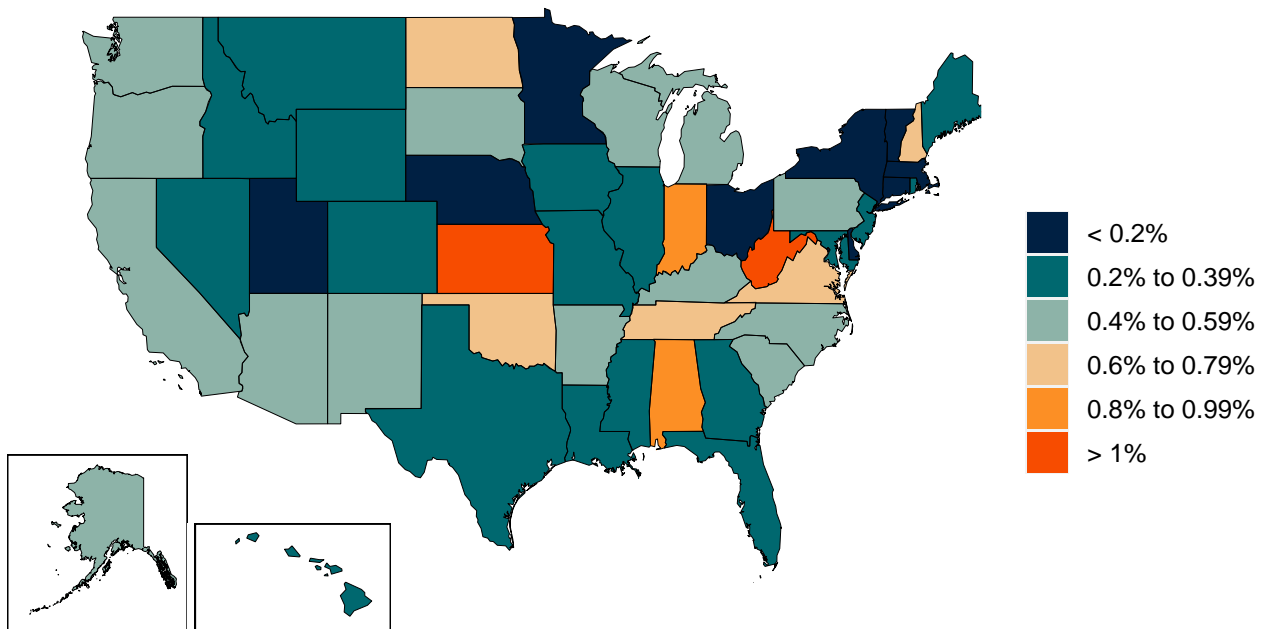 < 0.2%
0.2% to 0.39%
0.4% to 0.59%
0.6% to 0.79%
0.8% to 0.99%
> 1%